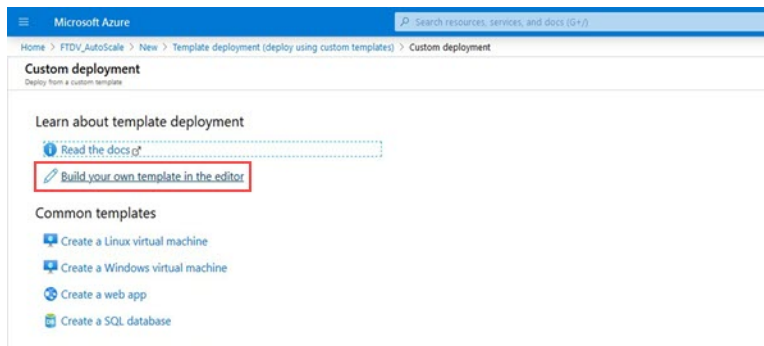 Microsoft Azure
Search resources, services, and docs (G+/)
Home > FTDV_AutoScale > New > Template deployment (deploy using custom templates) > Custom deployment
Custom deployment
Deploy from a custom template
Learn about template deployment
Read the docs
Build your own template in the editor
Common templates
Create a Linux virtual machine
Create a Windows virtual machine
Create a web app
Create a SQL database